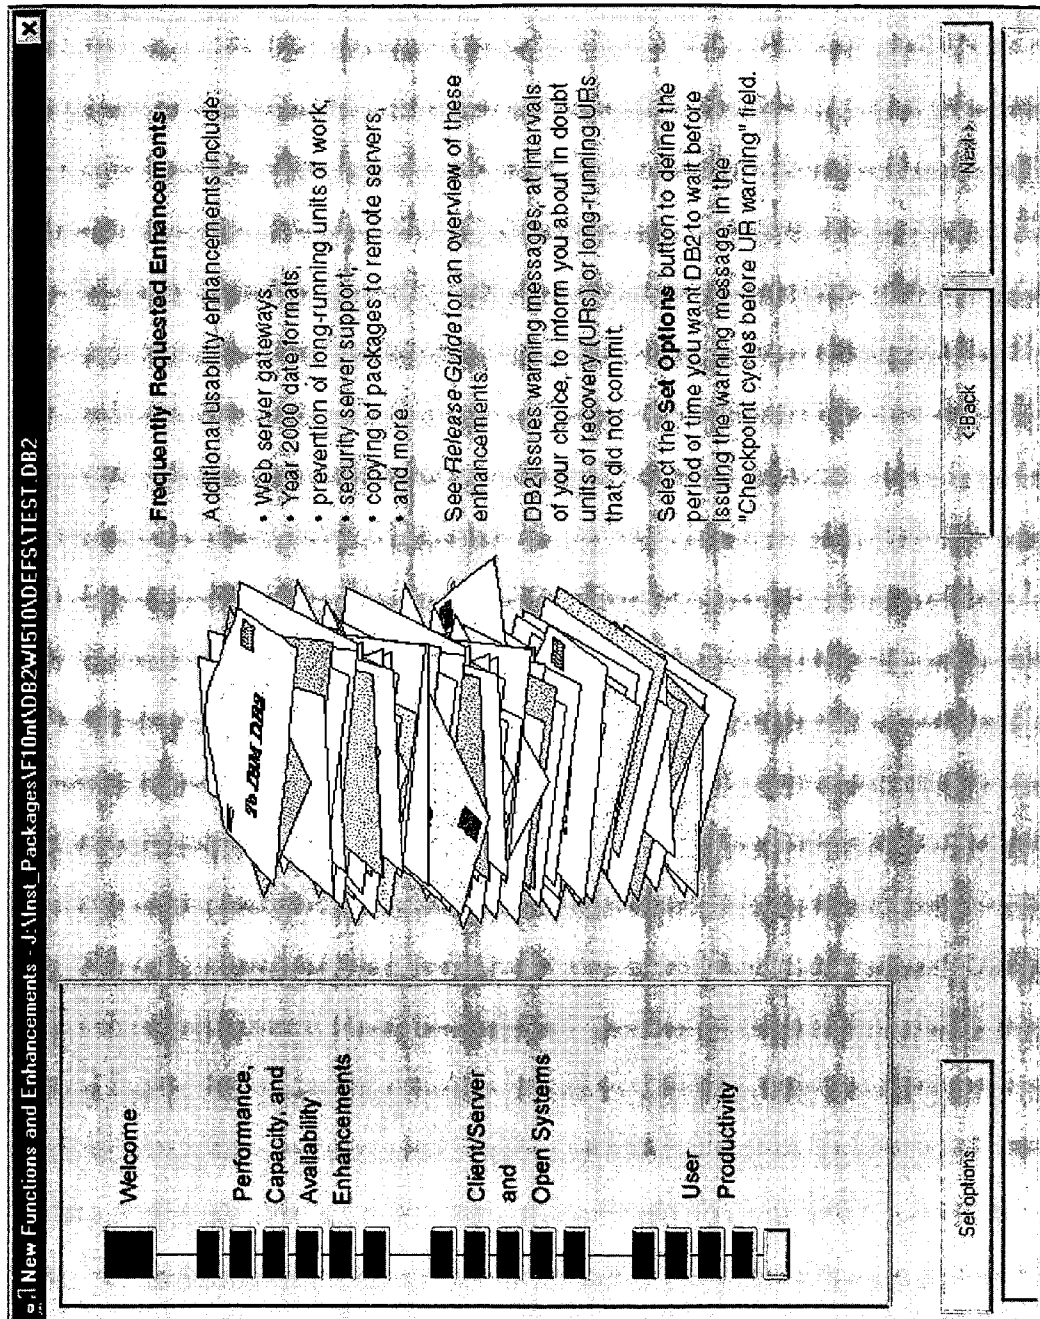 New Functions and Enhancements - J:\Inst_Packages\F10nt\DB2WI510\DEFS\TEST.DB2
Welcome
Performance,
Capacity, and
Availability
Enhancements
Client/Server
and
Open Systems
User
Productivity
To IBM DB2
Frequently Requested Enhancements
Additional usability enhancements include:
• Web server gateways,
• Year 2000 date formats,
• prevention of long-running units of work,
• security server support,
• copying of packages to remote servers,
• and more.
See Release Guide for an overview of these
enhancements.
DB2 issues warning messages, at intervals
of your choice, to inform you about in doubt
units of recovery (URs) or long-running URs
that did not commit.
Select the Set Options button to define the
period of time you want DB2 to wait before
issuing the warning message, in the
"Checkpoint cycles before UR warning" field.
Set options...
<Back
Next>